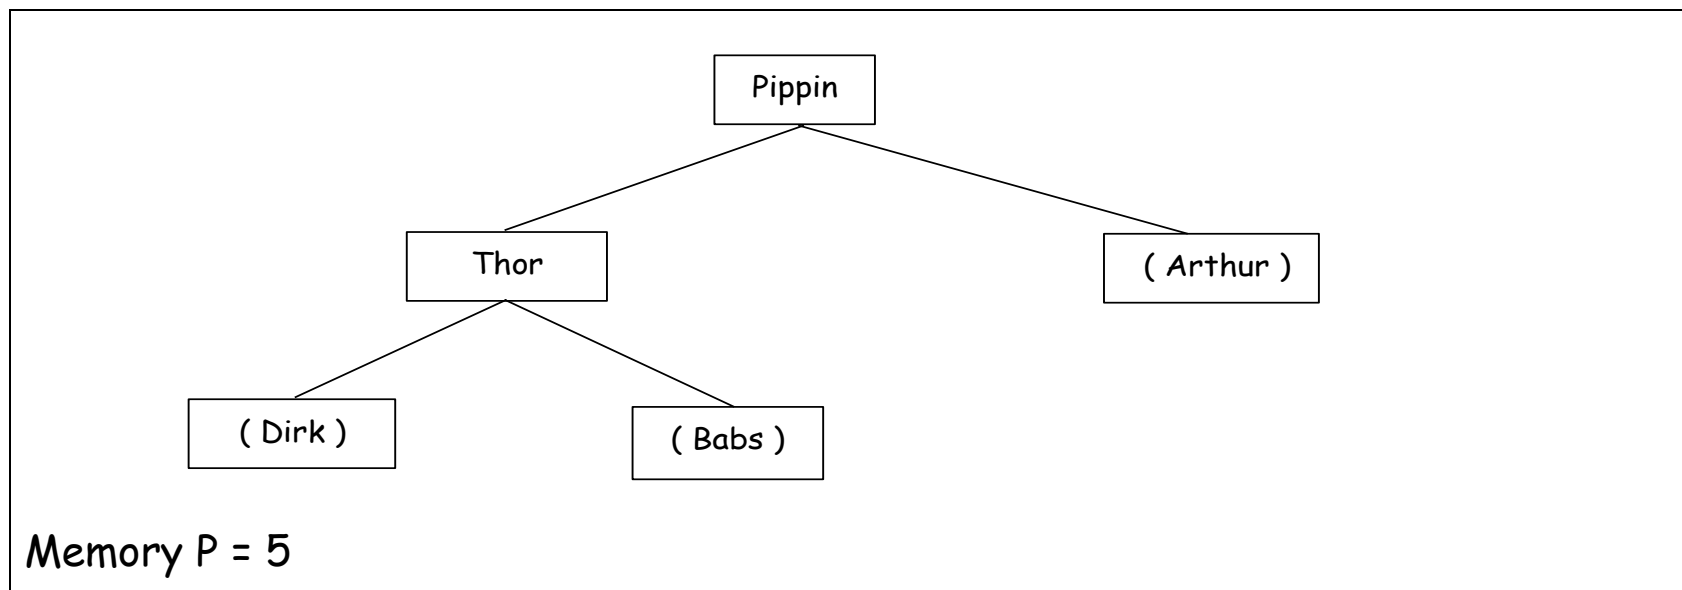 Pippin
Thor
( Arthur )
( Dirk )
( Babs )
Memory P = 5